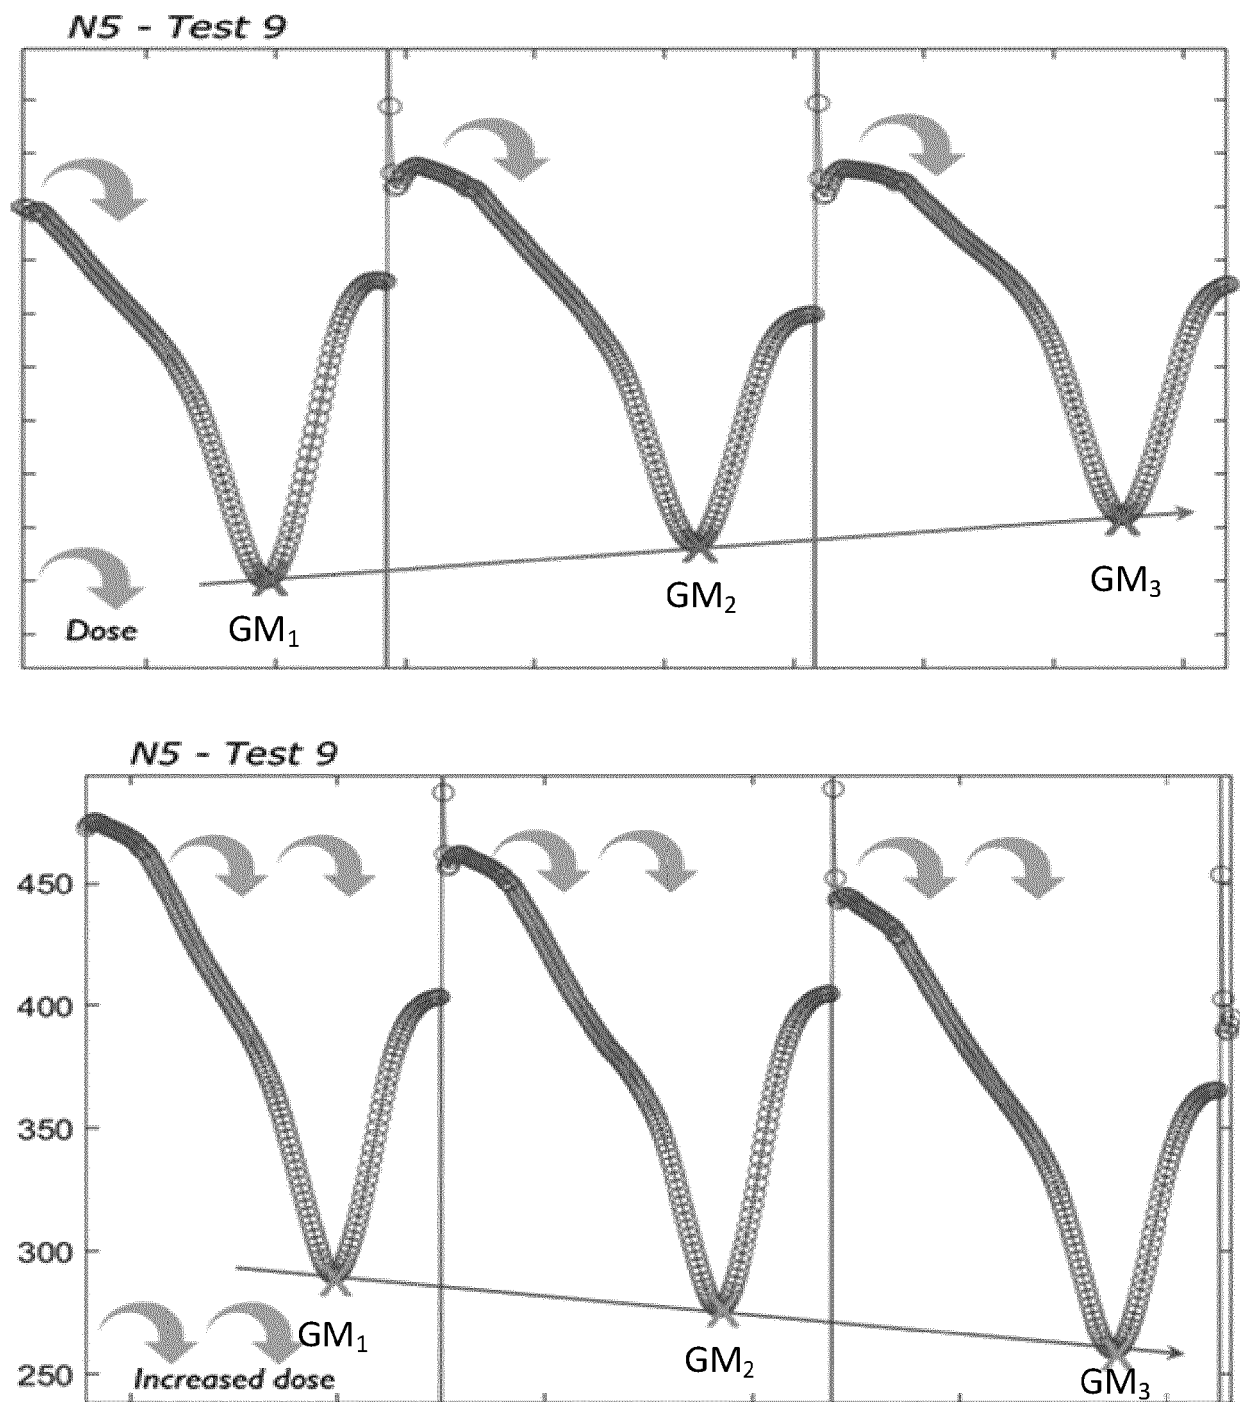 N5 - Test 9
GM₁
GM₂
GM₃
Dose
N5 - Test 9
450
400
350
300
250
GM₁
GM₂
GM₃
Increased dose